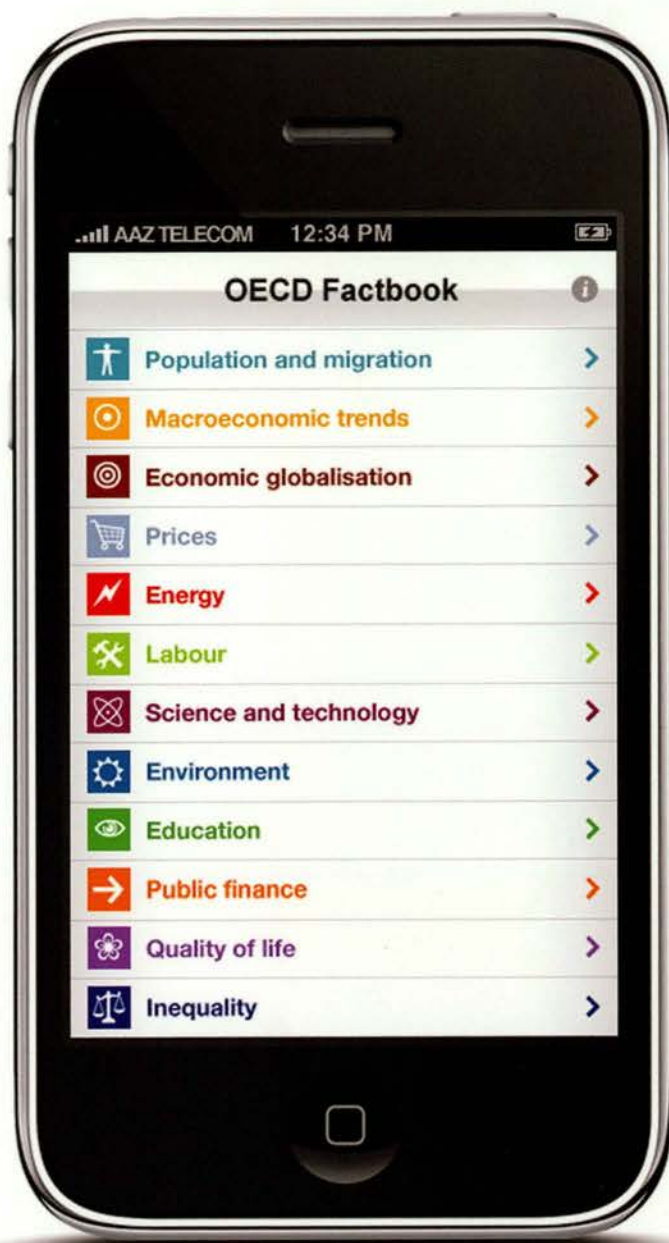 AAZ TELECOM 12:34 PM
OECD Factbook
i
Population and migration
Macroeconomic trends
Economic globalisation
Prices
Energy
Labour
Science and technology
Environment
Education
Public finance
Quality of life
Inequality